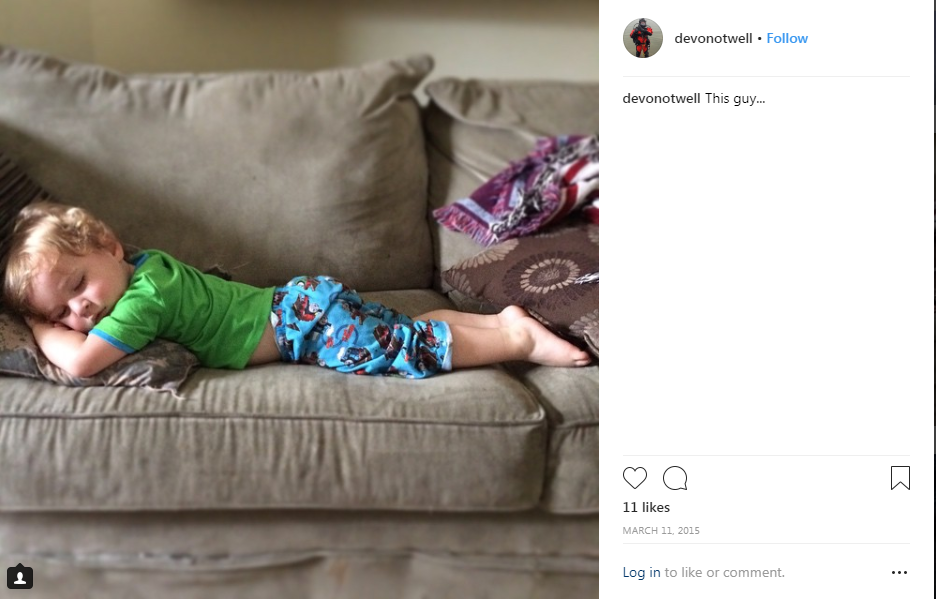 devonotwell • Follow
devonotwell This guy...
11 likes
MARCH 11, 2015
Log in to like or comment.